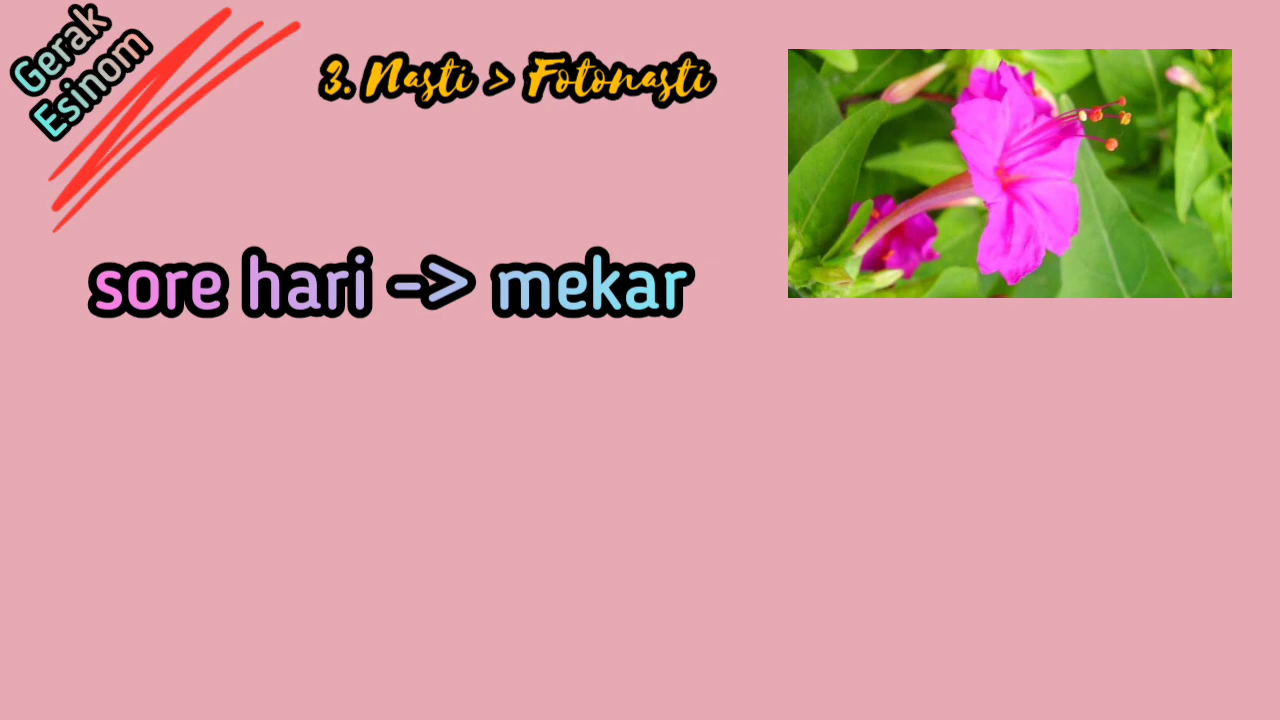 Gerak
Esinom
3. Nasti > Fotonasti
sore hari -> mekar